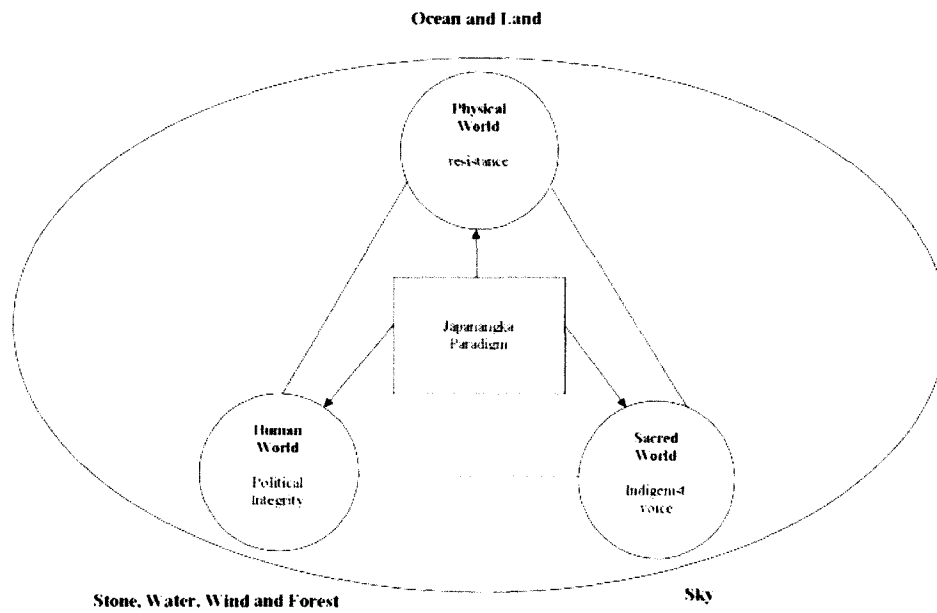 Ocean and Land
Physical
World
resistance
Japanangka
Paradigm
Human
World
Political
Integrity
Sacred
World
Indigenist
voice
Stone, Water, Wind and Forest
Sky